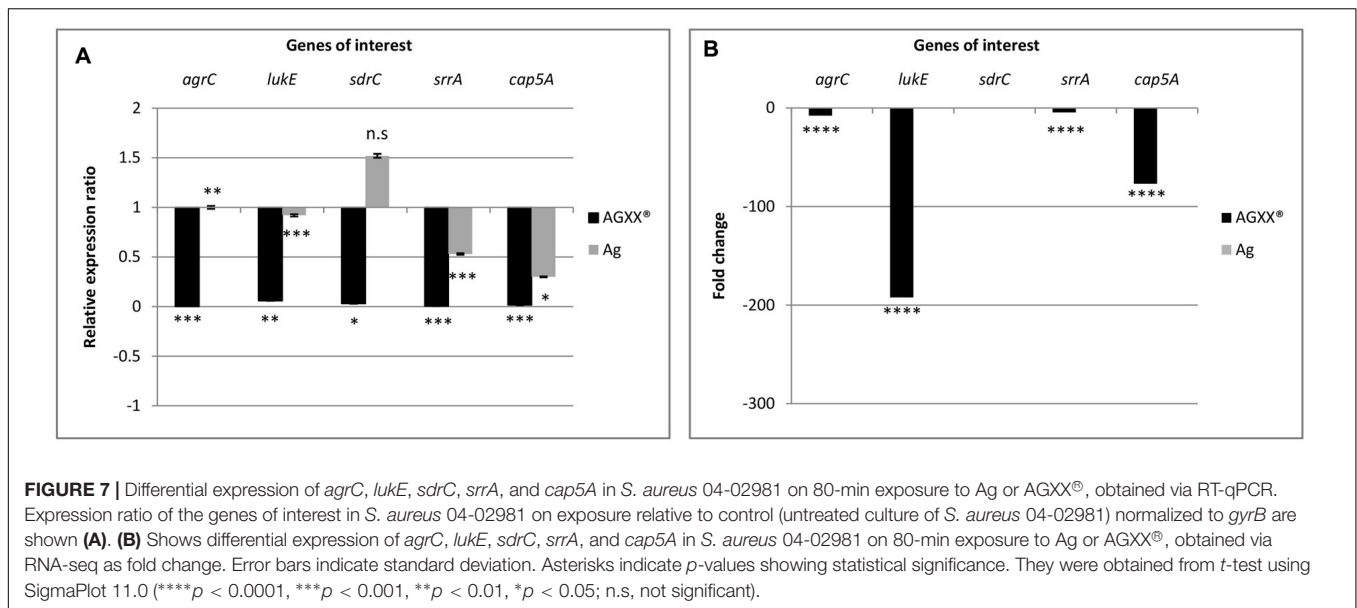 A
Genes of interest
agrC lukE sdrC srrA cap5A
2
1.5
1
0.5
0
-0.5
-1
Relative expression ratio
n.s
**
***
***
*
***
**
*
***
***
AGXX®
Ag
B
Genes of interest
agrC lukE sdrC srrA cap5A
0
-100
-200
-300
Fold change
****
****
****
****
AGXX®
Ag
FIGURE 7 | Differential expression of agrC, lukE, sdrC, srrA, and cap5A in S. aureus 04-02981 on 80-min exposure to Ag or AGXX®, obtained via RT-qPCR.
Expression ratio of the genes of interest in S. aureus 04-02981 on exposure relative to control (untreated culture of S. aureus 04-02981) normalized to gyrB are
shown (A). (B) Shows differential expression of agrC, lukE, sdrC, srrA, and cap5A in S. aureus 04-02981 on 80-min exposure to Ag or AGXX®, obtained via
RNA-seq as fold change. Error bars indicate standard deviation. Asterisks indicate p-values showing statistical significance. They were obtained from t-test using
SigmaPlot 11.0 (****p < 0.0001, ***p < 0.001, **p < 0.01, *p < 0.05; n.s, not significant).